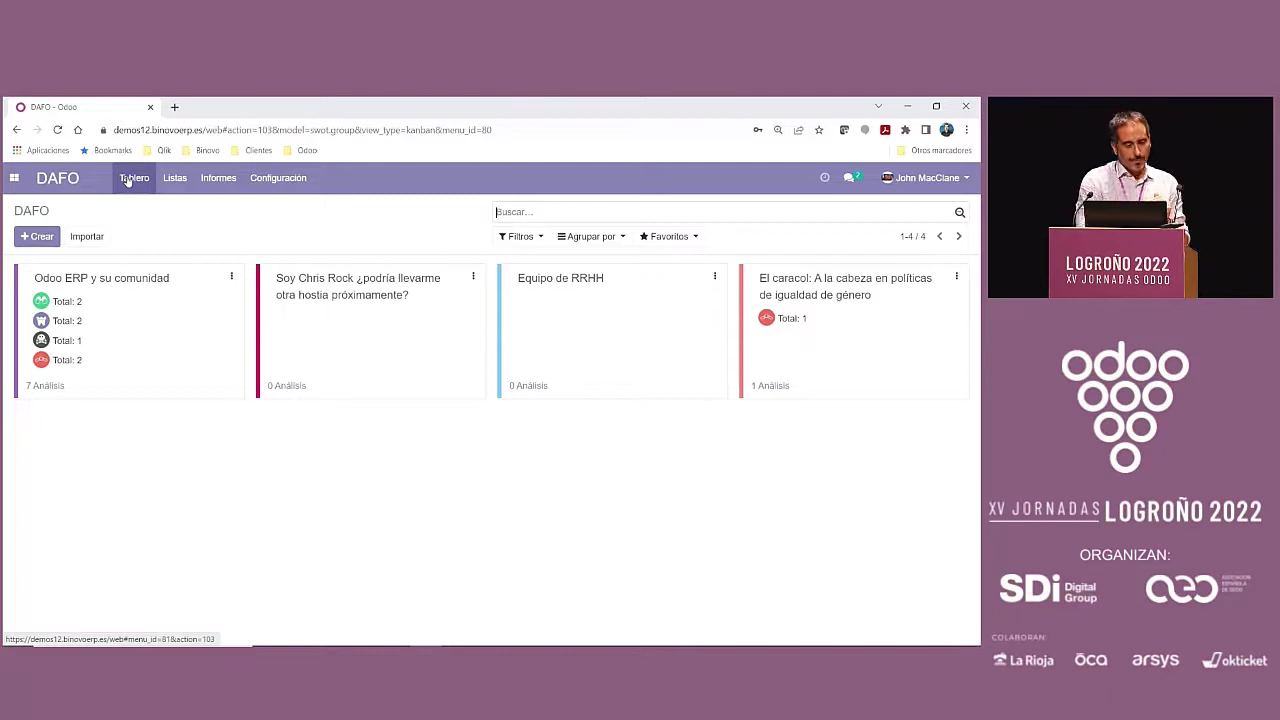 DAFO - Odoo
demos12.binovoerp.es/web#action=103&model=swot.group&view_type=kanban&menu_id=80
Aplicaciones Bookmarks Qlik Binovo Clientes Odoo Otros marcadores
DAFO Tablero Listas Informes Configuración 2 John MacClane
DAFO Buscar...
+ Crear Importar Filtros Agrupar por Favoritos 1-4 / 4
Odoo ERP y su comunidad
Total: 2
Total: 2
Total: 1
Total: 2
7 Análisis
Soy Chris Rock ¿podría llevarme
otra hostia próximamente?
0 Análisis
Equipo de RRHH
0 Análisis
El caracol: A la cabeza en políticas
de igualdad de género
Total: 1
1 Análisis
https://demos12.binovoerp.es/web#menu_id=81&action=103
LOGROÑO 2022
XV JORNADAS ODOO
odoo
XV JORNADAS LOGROÑO 2022
ORGANIZAN:
SDi Digital
Group
aeo ASOCIACIÓN
ESPAÑOLA
DE ODOO
COLABORAN:
La Rioja oca arsys okticket